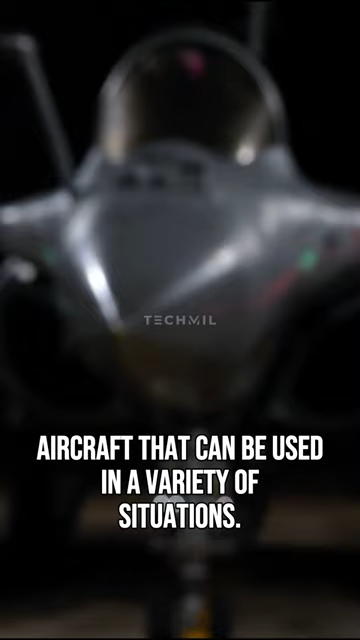 TECHMIL
AIRCRAFT THAT CAN BE USED
IN A VARIETY OF
SITUATIONS.